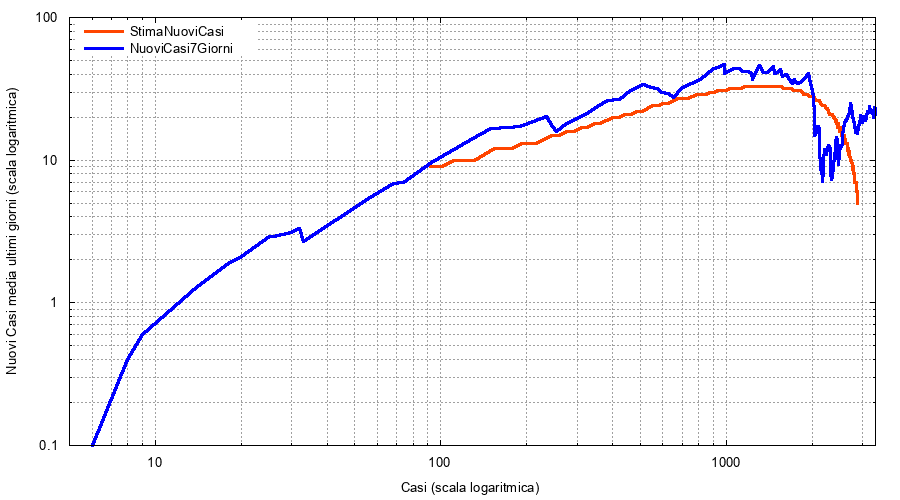 100
StimaNuoviCasi
NuoviCasi7Giorni
10
1
0.1
Nuovi Casi media ultimi giorni (scala logaritmica)
10
100
1000
Casi (scala logaritmica)